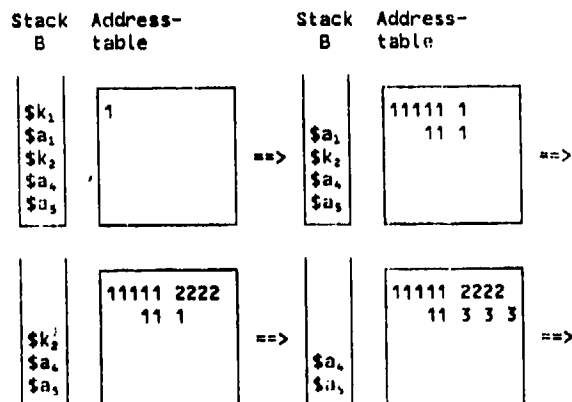 Stack Address- Stack Address-
B table B table
$k₁ 1 11111 1
$a₁ $a₁ 11 1
$k₂ ==> $k₂ ==>
$a₄ $a₄
$a₅ $a₅
11111 2222 11111 2222
11 1 11 3 3 3
$k₂ ==> ==>
$a₄ $a₄
$a₅ $a₅